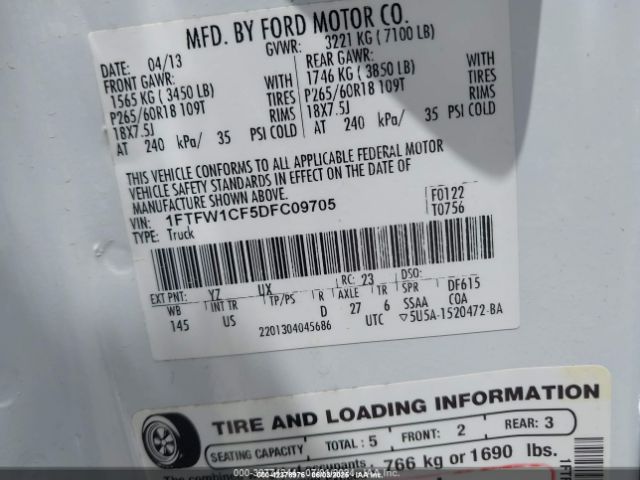 MFD. BY FORD MOTOR CO.
DATE: 04/13 GVWR: 3221 KG ( 7100 LB)
FRONT GAWR: REAR GAWR:
1565 KG ( 3450 LB) WITH 1746 KG ( 3850 LB) WITH
P265/60R18 109T TIRES P265/60R18 109T TIRES
18X7.5J RIMS 18X7.5J RIMS
AT 240 kPa/ 35 PSI COLD AT 240 kPa/ 35 PSI COLD
THIS VEHICLE CONFORMS TO ALL APPLICABLE FEDERAL MOTOR
VEHICLE SAFETY STANDARDS IN EFFECT ON THE DATE OF
MANUFACTURE SHOWN ABOVE.
VIN: 1FTFW1CF5DFC09705 F0122
TYPE: Truck T0756
EXT PNT: YZ UX RC: 23 DSO:
WB INT TR TP/PS R AXLE TR SPR DF615
145 US D 27 6 SSAA COA
2201304045686 UTC ▽5U5A-1520472-BA
TIRE AND LOADING INFORMATION
SEATING CAPACITY TOTAL: 5 FRONT: 2 REAR: 3
766 kg or 1690 lbs.